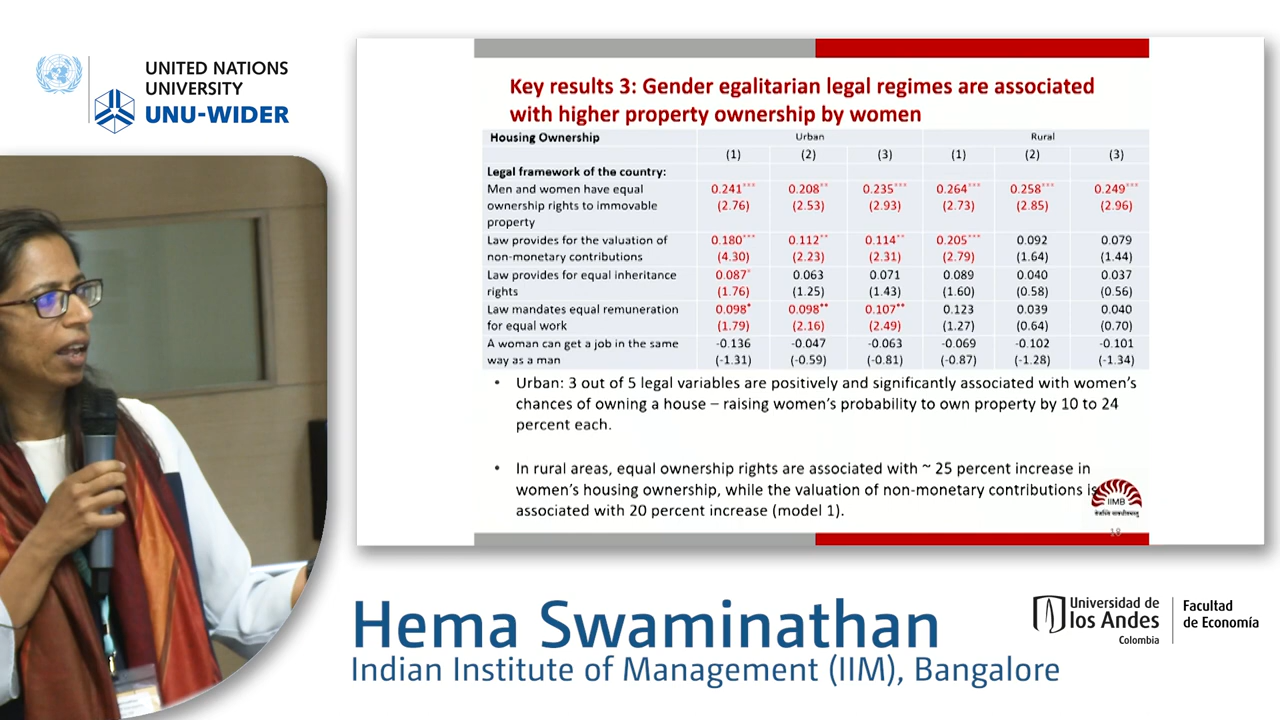 UNITED NATIONS
UNIVERSITY
UNU-WIDER
Key results 3: Gender egalitarian legal regimes are associated
with higher property ownership by women
Housing Ownership Urban Rural
(1) (2) (3) (1) (2) (3)
Legal framework of the country:
Men and women have equal 0.241*** 0.208** 0.235*** 0.264*** 0.258*** 0.249***
ownership rights to immovable (2.76) (2.53) (2.93) (2.73) (2.85) (2.96)
property
Law provides for the valuation of 0.180*** 0.112** 0.114** 0.205*** 0.092 0.079
non-monetary contributions (4.30) (2.23) (2.31) (2.79) (1.64) (1.44)
Law provides for equal inheritance 0.087* 0.063 0.071 0.089 0.040 0.037
rights (1.76) (1.25) (1.43) (1.60) (0.58) (0.56)
Law mandates equal remuneration 0.098* 0.098** 0.107** 0.123 0.039 0.040
for equal work (1.79) (2.16) (2.49) (1.27) (0.64) (0.70)
A woman can get a job in the same -0.136 -0.047 -0.063 -0.069 -0.102 -0.101
way as a man (-1.31) (-0.59) (-0.81) (-0.87) (-1.28) (-1.34)
• Urban: 3 out of 5 legal variables are positively and significantly associated with women's
chances of owning a house – raising women's probability to own property by 10 to 24
percent each.
• In rural areas, equal ownership rights are associated with ~ 25 percent increase in
women's housing ownership, while the valuation of non-monetary contributions is
associated with 20 percent increase (model 1).
IIMB
18
Hema Swaminathan
Indian Institute of Management (IIM), Bangalore
Universidad de
los Andes
Colombia
Facultad
de Economía